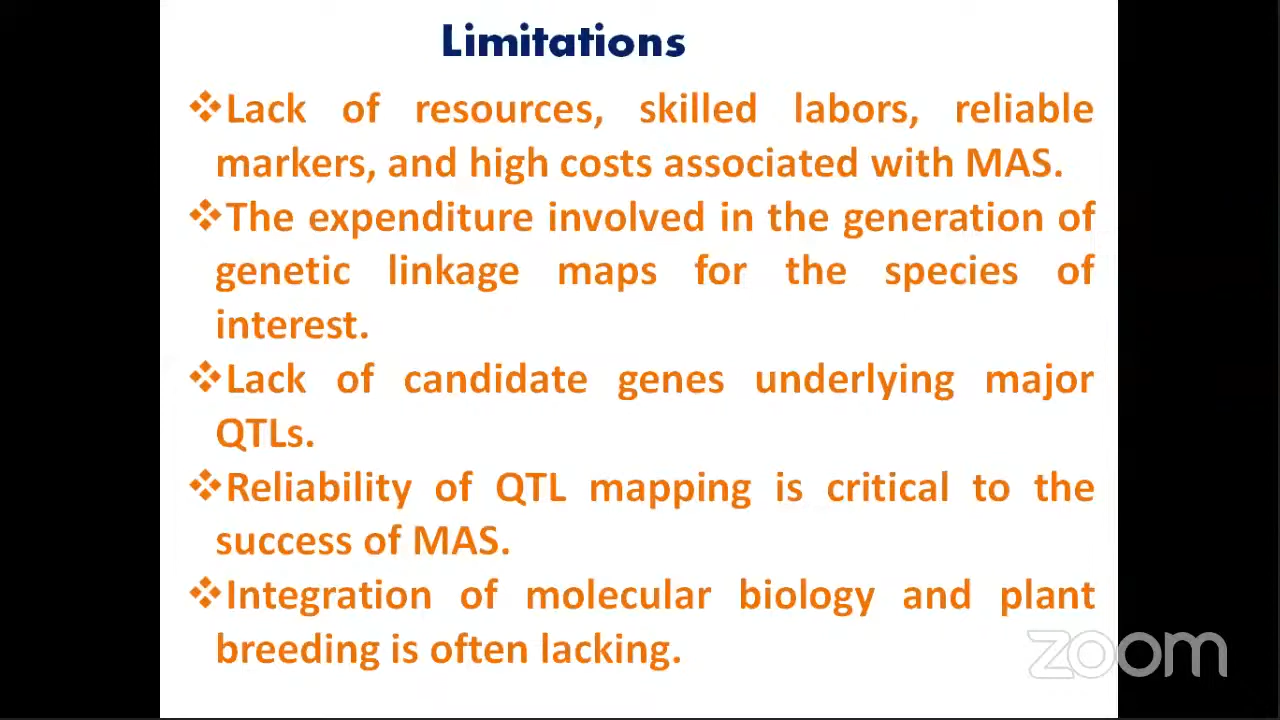 Limitations
❖Lack of resources, skilled labors, reliable
markers, and high costs associated with MAS.
❖The expenditure involved in the generation of
genetic linkage maps for the species of
interest.
❖Lack of candidate genes underlying major
QTLs.
❖Reliability of QTL mapping is critical to the
success of MAS.
❖Integration of molecular biology and plant
breeding is often lacking.
zoom